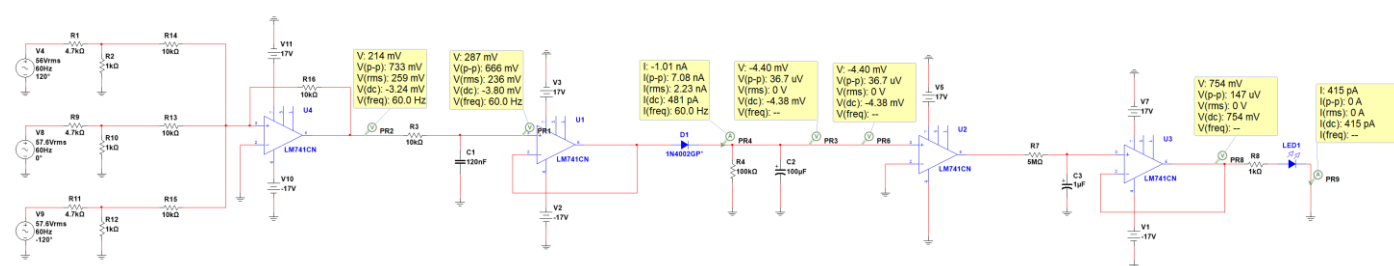 V4
56Vrms
60Hz
120°
R1
4.7kΩ
R2
1kΩ
R14
10kΩ
V8
57.6Vrms
60Hz
0°
R9
4.7kΩ
R10
1kΩ
R13
10kΩ
V9
57.6Vrms
60Hz
-120°
R11
4.7kΩ
R12
1kΩ
R15
10kΩ
V11
17V
R16
10kΩ
U4
LM741CN
V10
-17V
V: 214 mV
V(p-p): 733 mV
V(rms): 259 mV
V(dc): -3.24 mV
V(freq): 60.0 Hz
V
PR2
R3
10kΩ
C1
120nF
V: 287 mV
V(p-p): 666 mV
V(rms): 236 mV
V(dc): -3.80 mV
V(freq): 60.0 Hz
V
PR1
V3
17V
U1
LM741CN
V2
-17V
D1
1N4002GP*
I: -1.01 nA
I(p-p): 7.08 nA
I(rms): 2.23 nA
I(dc): 481 pA
I(freq): 60.0 Hz
A
PR4
R4
100kΩ
C2
100µF
V: -4.40 mV
V(p-p): 36.7 uV
V(rms): 0 V
V(dc): -4.38 mV
V(freq): --
V
PR3
V: -4.40 mV
V(p-p): 36.7 uV
V(rms): 0 V
V(dc): -4.38 mV
V(freq): --
V
PR6
V5
17V
U2
LM741CN
R7
5MΩ
C3
1µF
V7
17V
U3
LM741CN
V1
-17V
V: 754 mV
V(p-p): 147 uV
V(rms): 0 V
V(dc): 754 mV
V(freq): --
V
PR8
R8
1kΩ
LED1
I: 415 pA
I(p-p): 0 A
I(rms): 0 A
I(dc): 415 pA
I(freq): --
A
PR9